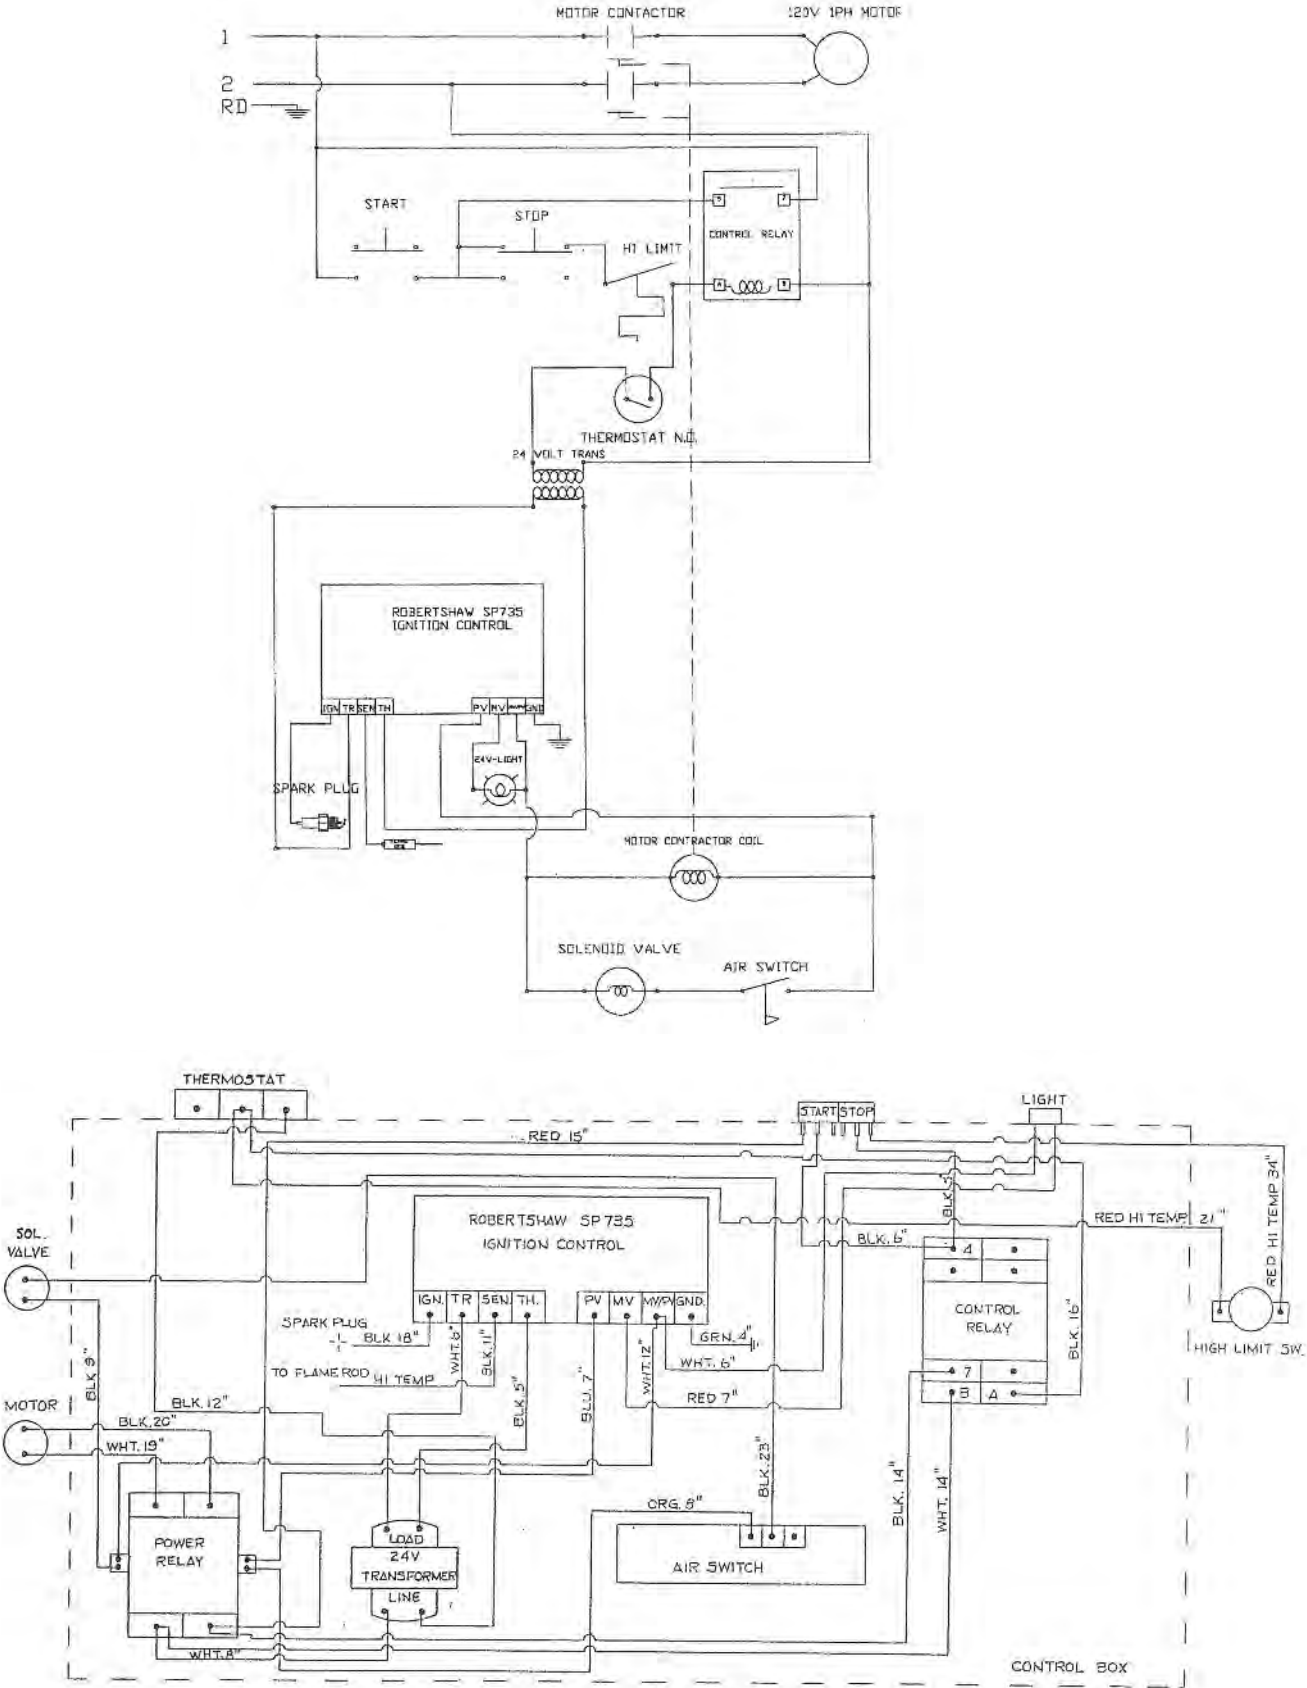 MOTOR CONTACTOR
120V 1PH MOTOR
1
2
RD
START
STOP
HI LIMIT
CONTROL RELAY
THERMOSTAT N.C.
24 VOLT TRANS
ROBERTSHAW SP735
IGNITION CONTROL
IGN TR SEN TH
PV MV GND
24V-LIGHT
SPARK PLUG
MOTOR CONTRACTOR COIL
SOLENOID VALVE
AIR SWITCH
THERMOSTAT
START STOP
LIGHT
RED 15"
BLK. 5"
RED HI TEMP 34"
RED HI TEMP 21"
SOL.
VALVE
ROBERTSHAW SP735
IGNITION CONTROL
BLK. 6"
4
CONTROL
RELAY
7
B A
BLK. 16"
HIGH LIMIT SW.
IGN. TR SEN. TH.
PV MV MV/PV GND.
SPARK PLUG
BLK 18"
WHT. 6"
BLK. 11"
GRN. 4"
TO FLAME ROD HI TEMP
WHT. 12"
WHT. 6"
RED 7"
BLK 9"
BLK. 12"
BLK. 5"
BLU. 7"
MOTOR
BLK. 20"
WHT. 19"
BLK. 23"
BLK. 14"
WHT. 14"
ORG. 8"
POWER
RELAY
LOAD
24V
TRANSFORMER
LINE
AIR SWITCH
WHT. 8"
CONTROL BOX